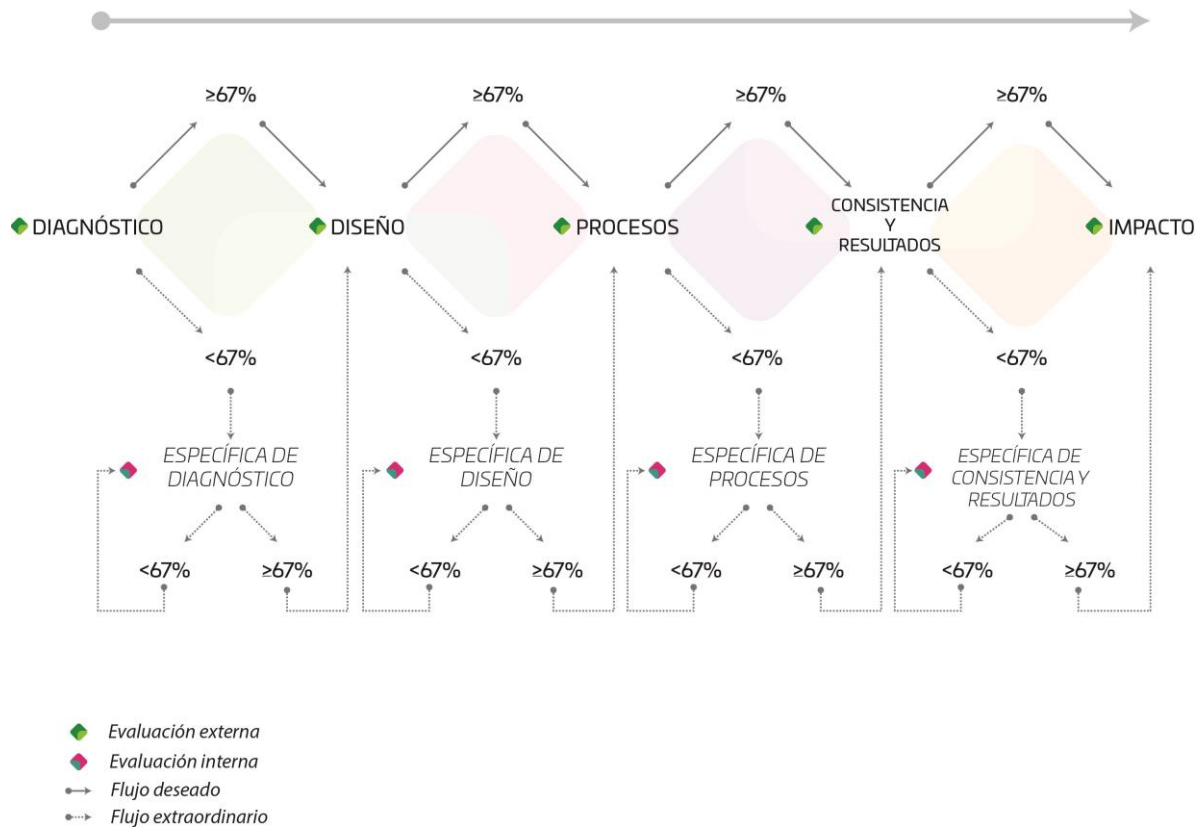 ≥67%
≥67%
≥67%
≥67%
DIAGNÓSTICO
DISEÑO
PROCESOS
CONSISTENCIA
Y
RESULTADOS
IMPACTO
<67%
<67%
<67%
<67%
ESPECÍFICA DE
DIAGNÓSTICO
ESPECÍFICA DE
DISEÑO
ESPECÍFICA DE
PROCESOS
ESPECÍFICA DE
CONSISTENCIA Y
RESULTADOS
<67%
≥67%
<67%
≥67%
<67%
≥67%
<67%
≥67%
Evaluación externa
Evaluación interna
Flujo deseado
Flujo extraordinario